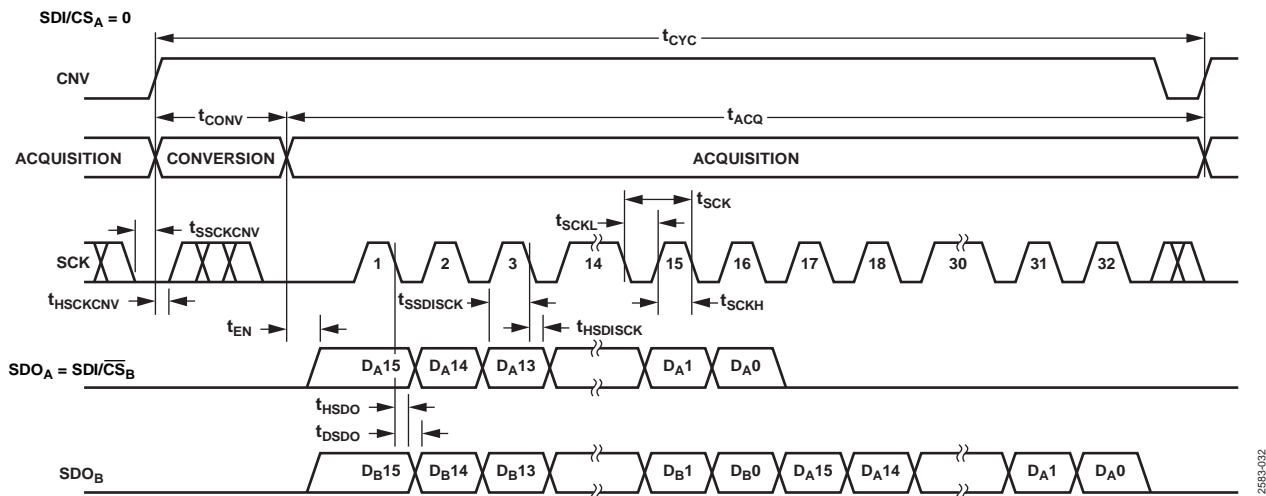 SDI/CSA = 0
tCYC
CNV
tCONV
tACQ
ACQUISITION CONVERSION ACQUISITION
tSCK
tSCKL
tSSCKCNV
SCK 1 2 3 14 15 16 17 18 30 31 32
tHSCKCNV tSSDISCK tSCKH
tEN tHSDISCK
SDOA = SDI/CSB DA15 DA14 DA13 DA1 DA0
tHSDO
tDSDO
SDOB DB15 DB14 DB13 DB1 DB0 DA15 DA14 DA1 DA0
2583-032